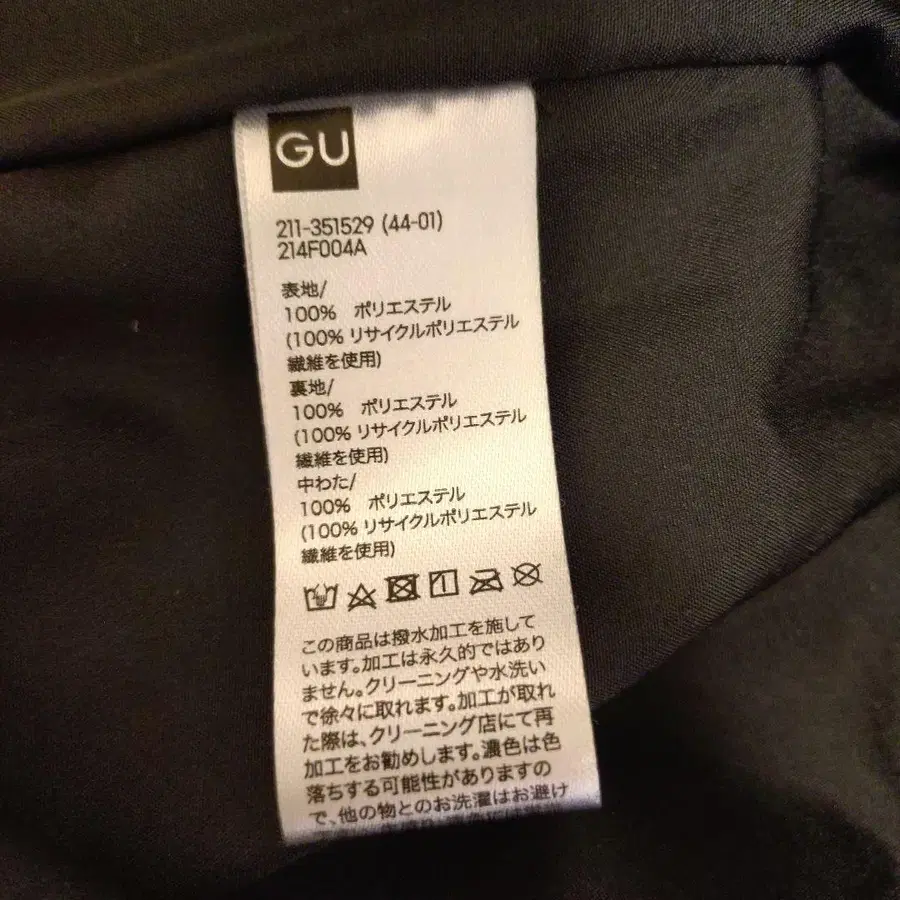 GU
211-351529 (44-01)
214F004A
表地/
100% ポリエステル
(100% リサイクルポリエステル
繊維を使用)
裏地/
100% ポリエステル
(100% リサイクルポリエステル
繊維を使用)
中わた/
100% ポリエステル
(100% リサイクルポリエステル
繊維を使用)
この商品は撥水加工を施して
います。加工は永久的ではあり
ません。クリーニングや水洗い
で徐々に取れます。加工が取れ
た際は、クリーニング店にて再
加工をお勧めします。濃色は色
落ちする可能性がありますの
で、他の物とのお洗濯はお避け